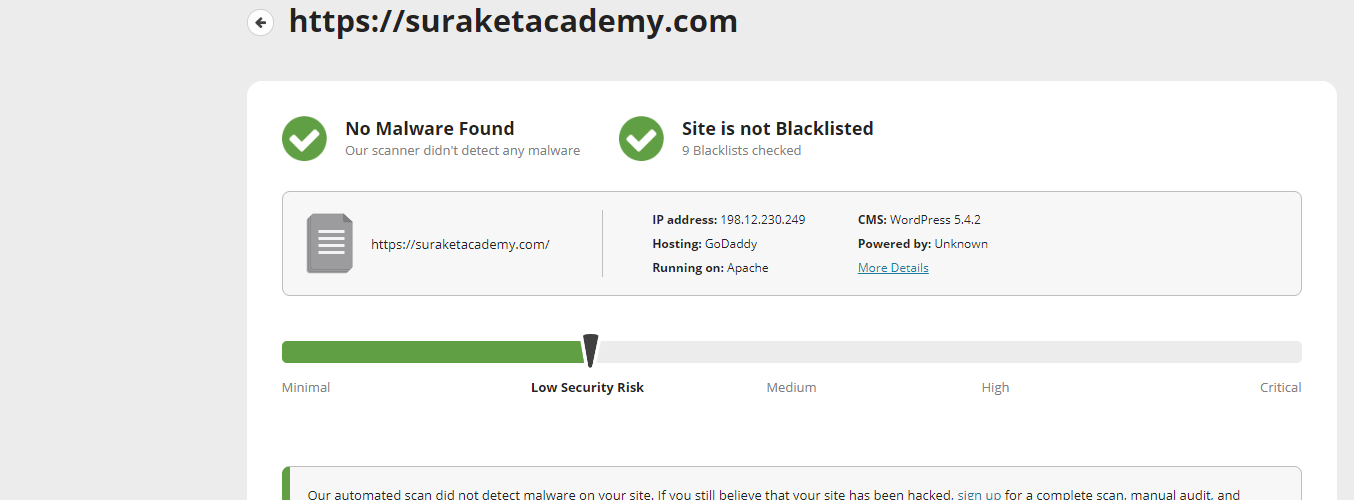 https://suraketacademy.com
No Malware Found
Our scanner didn't detect any malware
Site is not Blacklisted
9 Blacklists checked
https://suraketacademy.com/
IP address: 198.12.230.249
Hosting: GoDaddy
Running on: Apache
CMS: WordPress 5.4.2
Powered by: Unknown
More Details
Minimal
Low Security Risk
Medium
High
Critical
Our automated scan did not detect malware on your site. If you still believe that your site has been hacked, sign up for a complete scan, manual audit, and